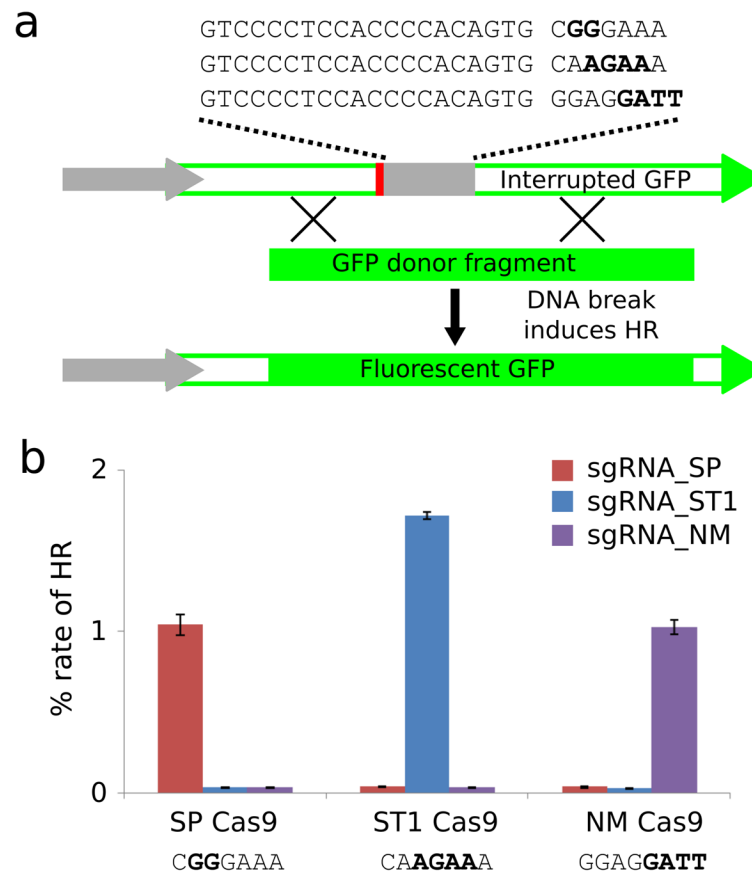 a
GTCCCCTCCACCCCACAGTG CGGGAAA
GTCCCCTCCACCCCACAGTG CAAGAAA
GTCCCCTCCACCCCACAGTG GGAGGATT
Interrupted GFP
GFP donor fragment
DNA break
induces HR
Fluorescent GFP
b
2
sgRNA_SP
sgRNA_ST1
sgRNA_NM
% rate of HR
1
0
SP Cas9 ST1 Cas9 NM Cas9
CGGGAAA CAAGAAA GGAGGATT